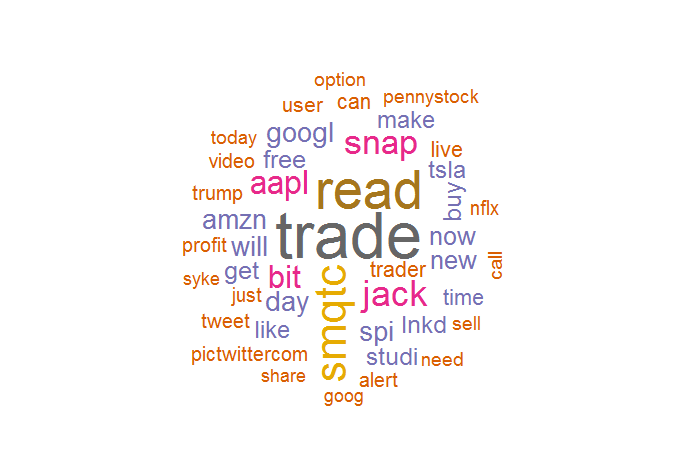 option
user can pennystock
googl make
today snap
video free live
aapl read tsla
trump buy nflx
amzn trade
profit will now
get bit trader new call
syke
just day smqtc jack time
tweet like spi lnkd sell
pictwittercom studi need
share alert
goog